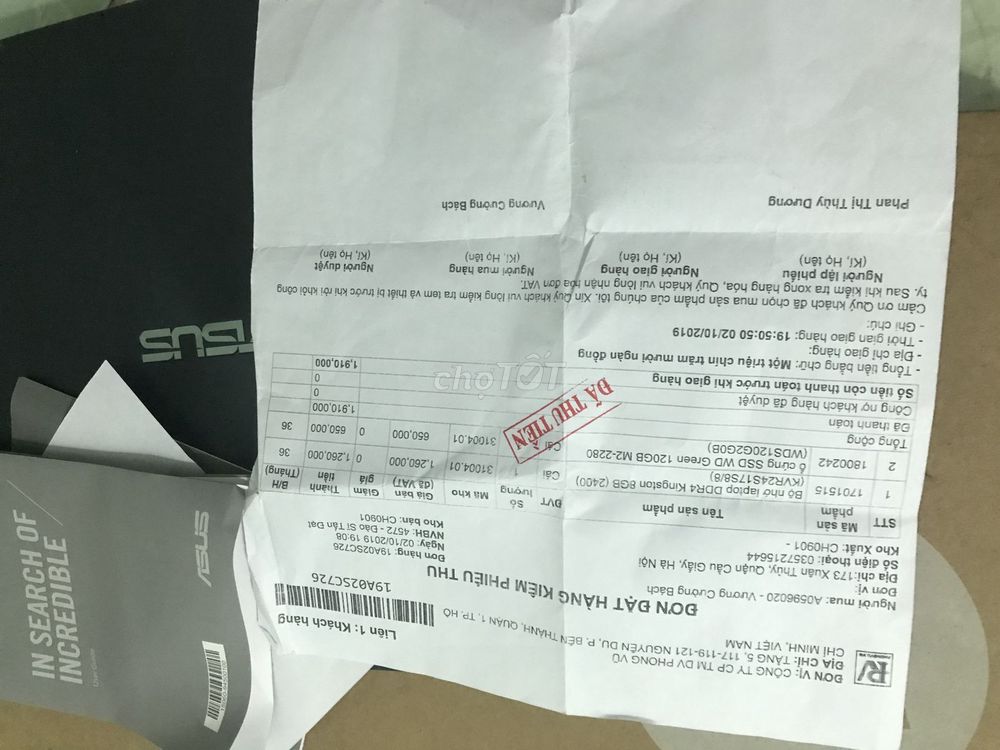 ĐƠN VỊ: CÔNG TY CP TM DV PHONG VŨ
ĐỊA CHỈ: TẦNG 5, 117-119-121 NGUYỄN DU, P. BẾN THÀNH, QUẬN 1, TP. HỒ
CHÍ MINH, VIỆT NAM
Liên 1: Khách hàng
19A02SC726
ĐƠN ĐẶT HÀNG KIÊM PHIẾU THU
Đơn hàng: 19A02SC726
Ngày: 02/10/2019 19:08
NVBH: 4572 - Đào Sĩ Tấn Đạt
Kho bán: CH0901
Người mua: A0596020 - Vương Cường Bách
Đơn vị:
Địa chỉ:173 Xuân Thủy, Quận Cầu Giấy, Hà Nội
Số điện thoại: 0357215644
Kho Xuất: CH0901 -
STT Mã sản phẩm Tên sản phẩm ĐVT Số lượng Mã kho Giá bán (đã VAT) Giảm giá Thành tiền B/H (Tháng)
1 1701515 Bộ nhớ laptop DDR4 Kingston 8GB (2400) (KVR24S17S8/8) Cái 1 31004.01 1,260,000 0 1,260,000 36
2 1800242 Ổ cứng SSD WD Green 120GB M2-2280 (WDS120G2G0B) Cái 31004.01 650,000 0 650,000 36
Tổng cộng 1,910,000
Đã thanh toán 0
Công nợ khách hàng đã duyệt 0
Số tiền còn thanh toán trước khi giao hàng 1,910,000
ĐÃ THU TIỀN
- Tổng tiền bằng chữ: Một triệu chín trăm mười ngàn đồng
- Địa chỉ giao hàng:
- Thời gian giao hàng: 19:50:50 02/10/2019
- Ghi chú:
Cảm ơn Quý khách đã chọn mua sản phẩm của chúng tôi. Xin Quý khách vui lòng kiểm tra kỹ thiết bị và tem trước khi rời khỏi công
ty. Sau khi kiểm tra xong hàng hóa, Quý khách vui lòng nhận hóa đơn VAT.
Người lập phiếu Người giao hàng Người mua hàng Người duyệt
(Kí, Họ tên) (Kí, Họ tên) (Kí, Họ tên) (Kí, Họ tên)
Phan Thị Thùy Dương Vương Cường Bách
chợTỐT
ASUS
IN SEARCH OF
INCREDIBLE
User Guide
ASUS